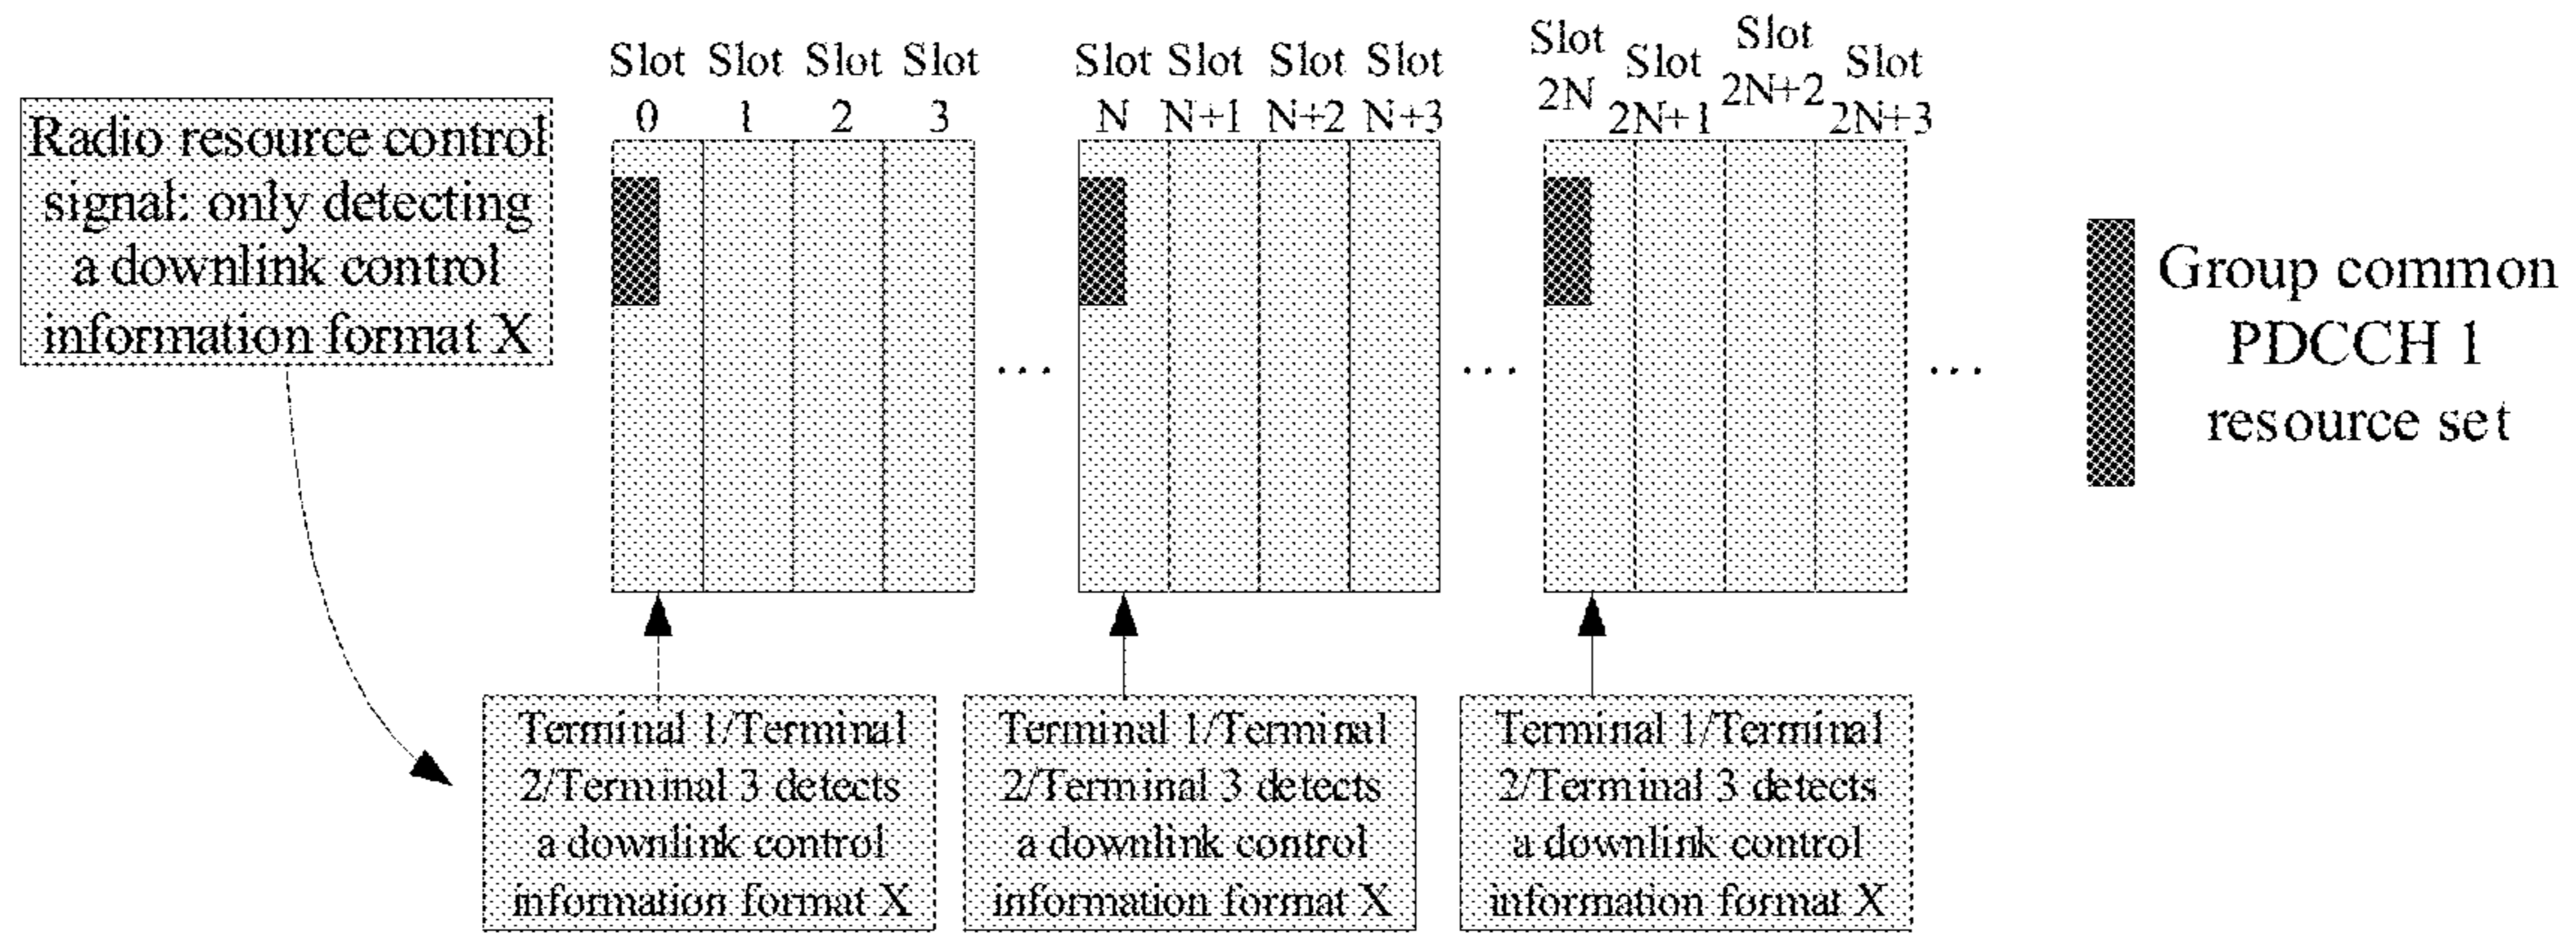 Radio resource control
signal: only detecting
a downlink control
information format X
Slot
0
Slot
1
Slot
2
Slot
3
Slot
N
Slot
N+1
Slot
N+2
Slot
N+3
Slot
2N
Slot
2N+1
Slot
2N+2
Slot
2N+3
...
...
...
Group common
PDCCH 1
resource set
Terminal 1/Terminal
2/Terminal 3 detects
a downlink control
information format X
Terminal 1/Terminal
2/Terminal 3 detects
a downlink control
information format X
Terminal 1/Terminal
2/Terminal 3 detects
a downlink control
information format X